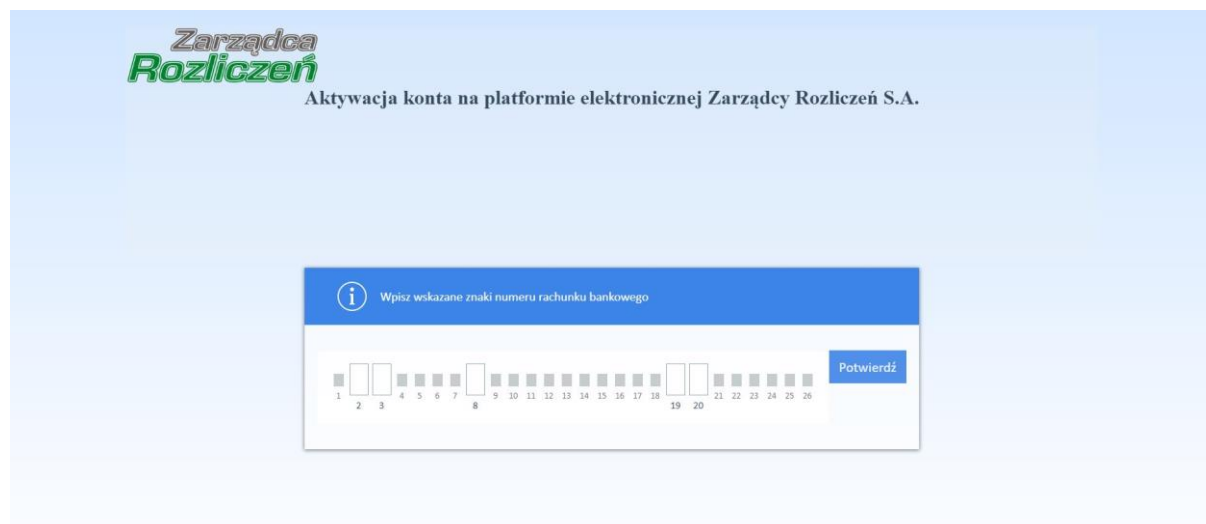 Zarządca
Rozliczeń
Aktywacja konta na platformie elektronicznej Zarządcy Rozliczeń S.A.
i Wpisz wskazane znaki numeru rachunku bankowego
Potwierdź
1 2 3 4 5 6 7 8 9 10 11 12 13 14 15 16 17 18 19 20 21 22 23 24 25 26